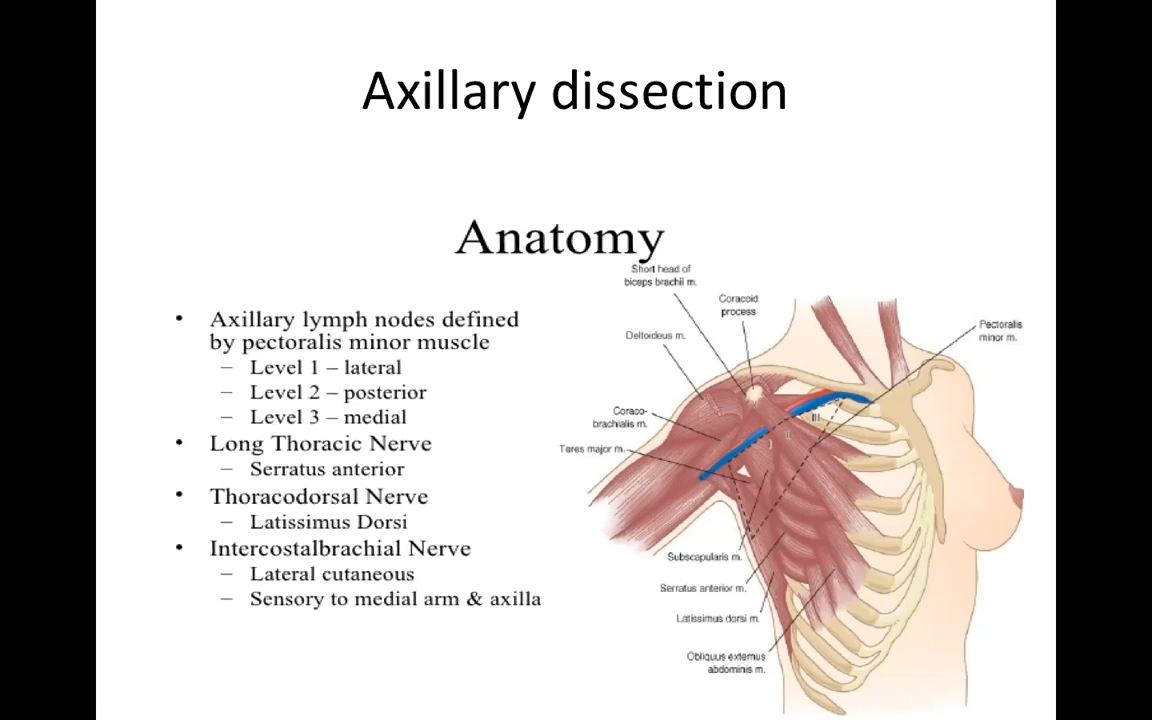 Axillary dissection
Anatomy
• Axillary lymph nodes defined
by pectoralis minor muscle
– Level 1 – lateral
– Level 2 – posterior
– Level 3 – medial
• Long Thoracic Nerve
– Serratus anterior
• Thoracodorsal Nerve
– Latissimus Dorsi
• Intercostalbrachial Nerve
– Lateral cutaneous
– Sensory to medial arm & axilla
Short head of
biceps brachii m.
Coracoid
process
Deltoideus m.
Pectoralis
minor m.
Coraco-
brachialis m.
Teres major m.
I
II
III
Subscapularis m.
Serratus anterior m.
Latissimus dorsi m.
Obliquus externus
abdominis m.